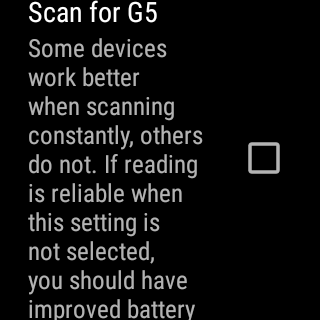 Scan for G5
Some devices
work better
when scanning
constantly, others
do not. If reading
is reliable when
this setting is
not selected,
you should have
improved battery